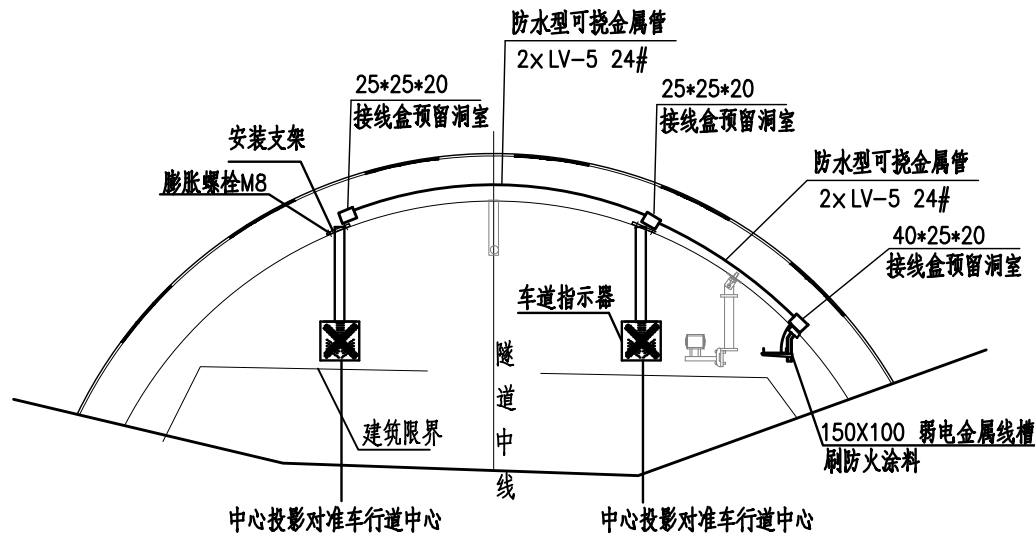 防水型可挠金属管
2×LV-5 24#
25*25*20
接线盒预留洞室
25*25*20
接线盒预留洞室
安装支架
膨胀螺栓M8
防水型可挠金属管
2×LV-5 24#
40*25*20
接线盒预留洞室
车道指示器
隧道中线
建筑限界
150X100 弱电金属线槽
刷防火涂料
中心投影对准车行道中心
中心投影对准车行道中心